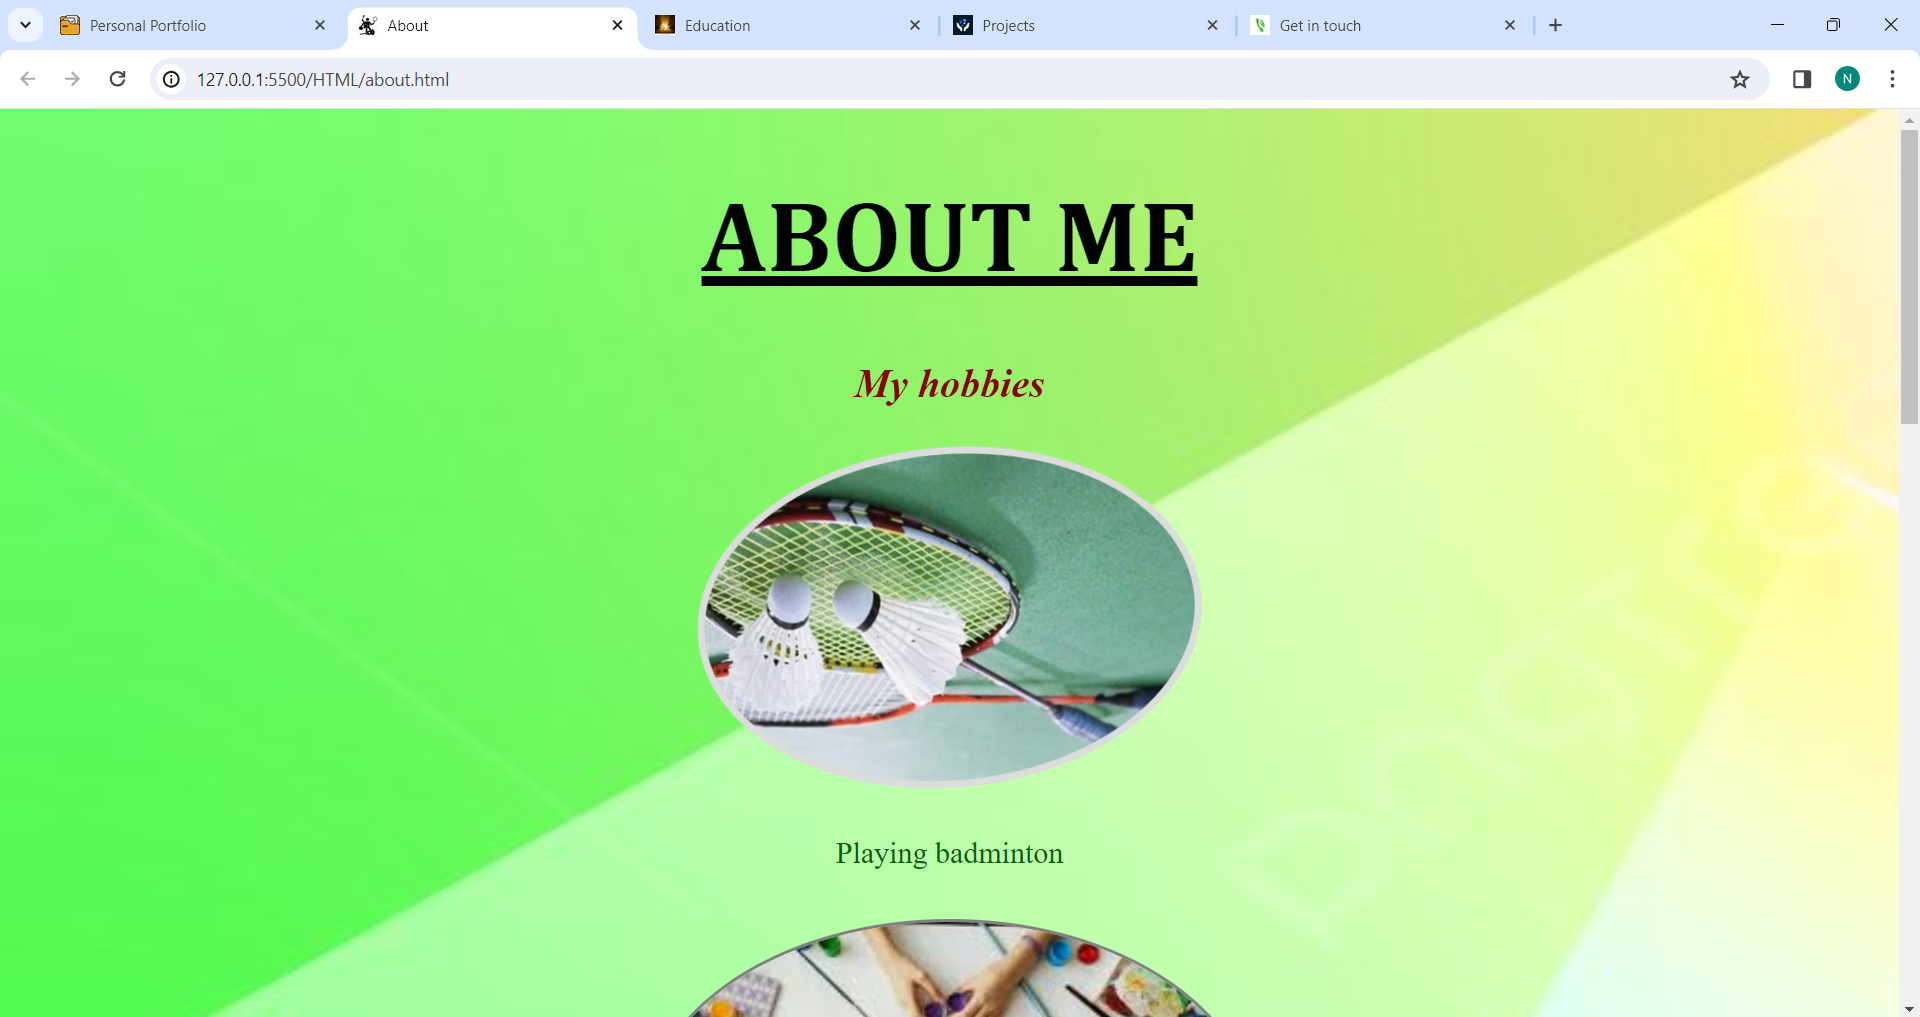 Personal Portfolio
About
Education
Projects
Get in touch
127.0.0.1:5500/HTML/about.html
N
ABOUT ME
My hobbies
Playing badminton